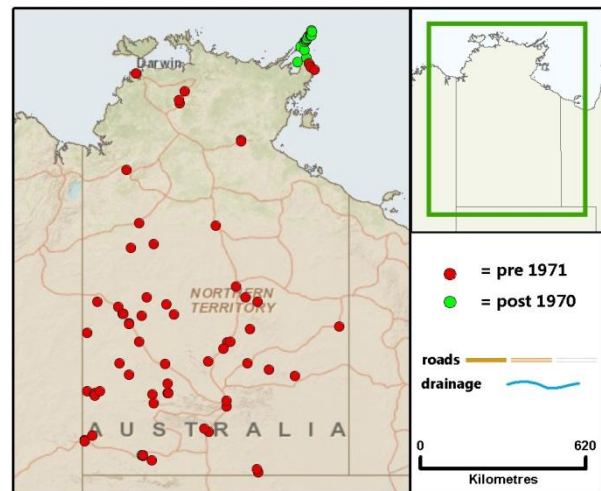 Darwin
NORTHERN
TERRITORY
AUSTRALIA
= pre 1971
= post 1970
roads
drainage
0 620
Kilometres